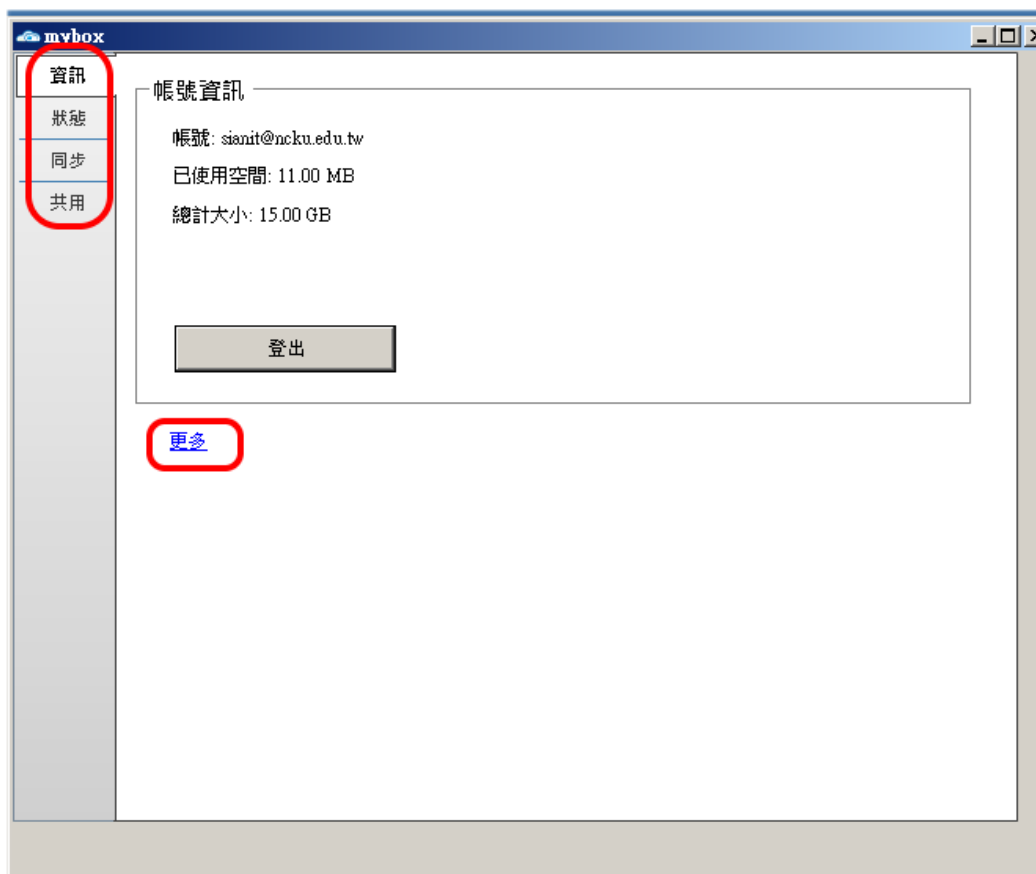 mybox
資訊
狀態
同步
共用
帳號資訊
帳號: sianit@ncku.edu.tw
已使用空間: 11.00 MB
總計大小: 15.00 GB
登出
更多